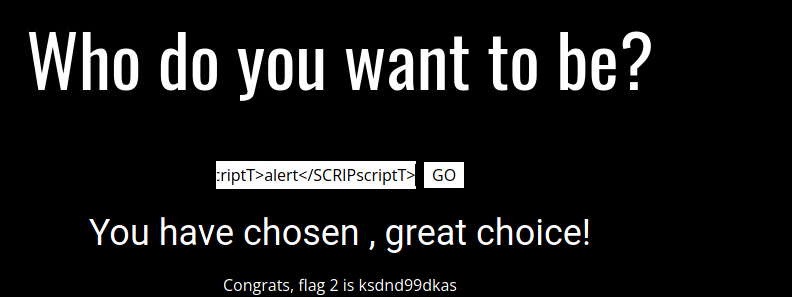 Who do you want to be?
criptT>alert</SCRIPscriptT> GO
You have chosen , great choice!
Congrats, flag 2 is ksdnd99dkas